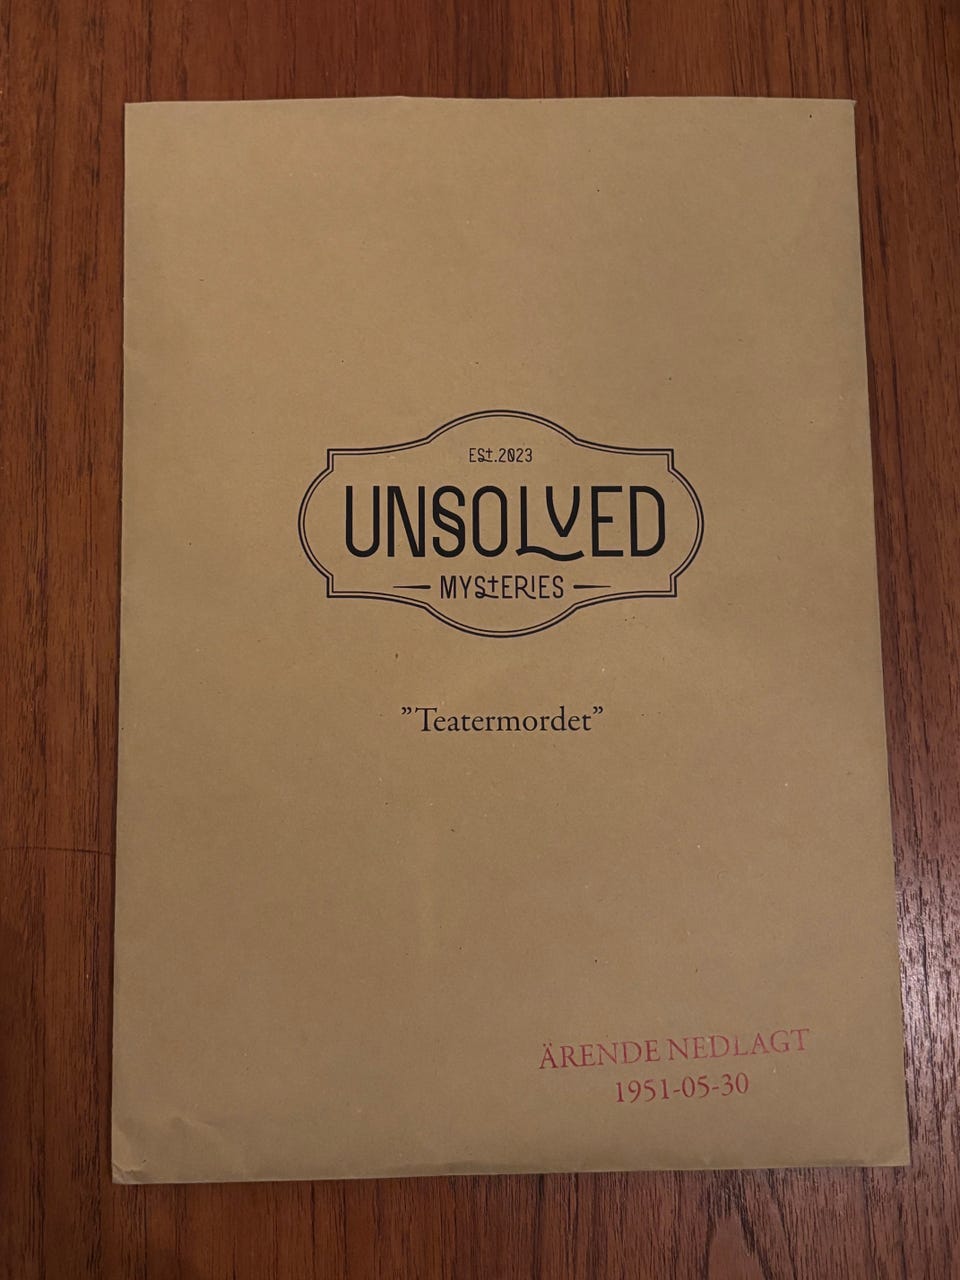 Est.2023
UNSOLVED
MYSTERIES
”Teatermordet”
ÄRENDE NEDLAGT
1951-05-30